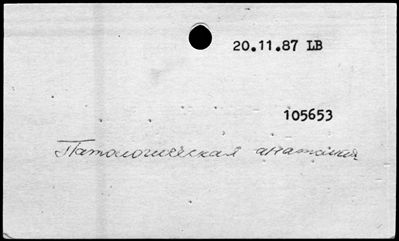 20.11.87 LB
105653
Патологическая анатомия